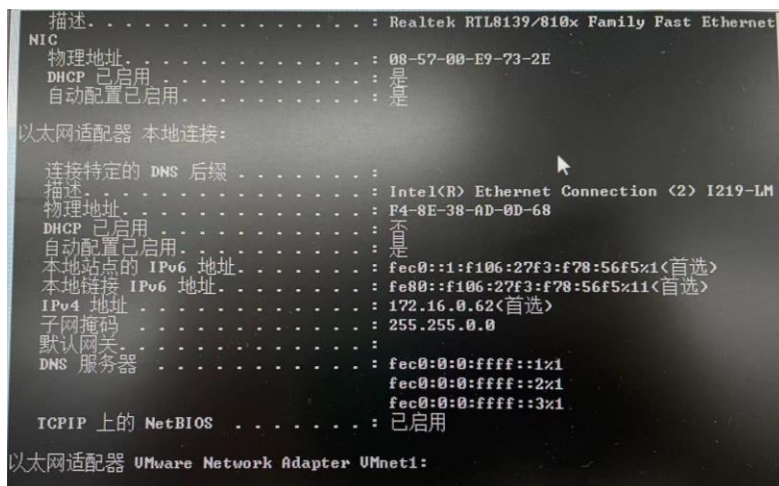 描述. . . . . . . . . . . . . . . : Realtek RTL8139/810x Family Fast Ethernet
NIC
物理地址. . . . . . . . . . . . . : 08-57-00-E9-73-2E
DHCP 已启用 . . . . . . . . . . . : 是
自动配置已启用. . . . . . . . . . : 是
以太网适配器 本地连接:
连接特定的 DNS 后缀 . . . . . . . :
描述. . . . . . . . . . . . . . . : Intel(R) Ethernet Connection (2) I219-LM
物理地址. . . . . . . . . . . . . : F4-8E-38-AD-0D-68
DHCP 已启用 . . . . . . . . . . . : 否
自动配置已启用. . . . . . . . . . : 是
本地站点的 IPv6 地址. . . . . . . : fec0::1:f106:27f3:f78:56f5%1(首选)
本地链接 IPv6 地址. . . . . . . . : fe80::f106:27f3:f78:56f5%11(首选)
IPv4 地址 . . . . . . . . . . . . : 172.16.0.62(首选)
子网掩码 . . . . . . . . . . . . : 255.255.0.0
默认网关. . . . . . . . . . . . . :
DNS 服务器 . . . . . . . . . . . : fec0:0:0:ffff::1%1
fec0:0:0:ffff::2%1
fec0:0:0:ffff::3%1
TCPIP 上的 NetBIOS . . . . . . . : 已启用
以太网适配器 VMware Network Adapter VMnet1: